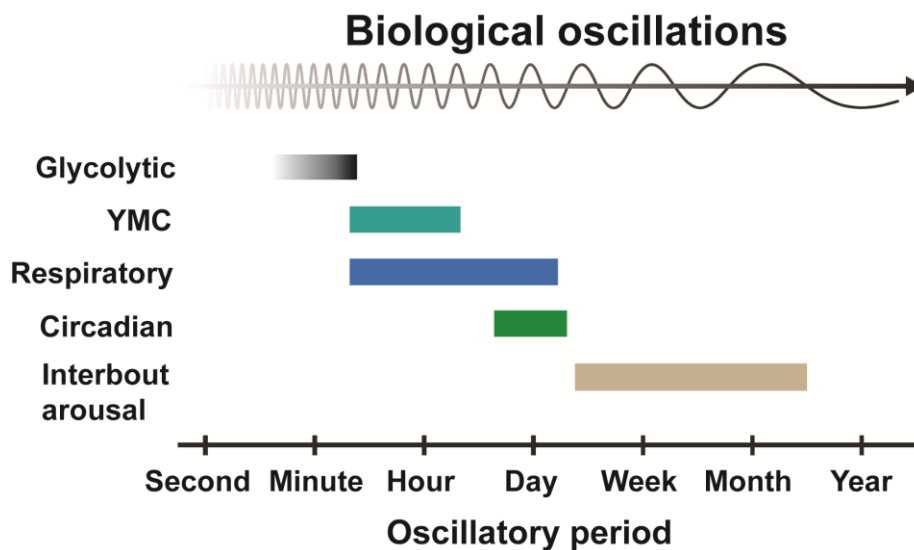 Biological oscillations
Glycolytic
YMC
Respiratory
Circadian
Interbout
arousal
Second Minute Hour Day Week Month Year
Oscillatory period